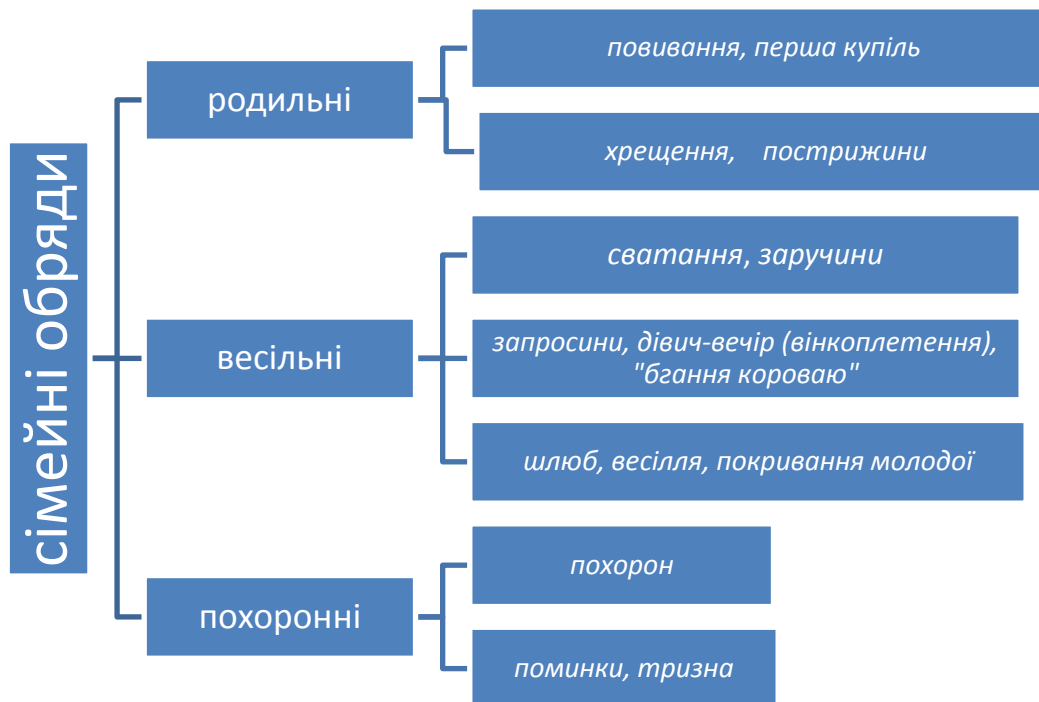 сімейні обряди
родильні
повивання, перша купіль
хрещення, пострижини
весільні
сватання, заручини
запросини, дівич-вечір (вінкоплетення),
"бгання короваю"
шлюб, весілля, покривання молодої
похоронні
похорон
поминки, тризна